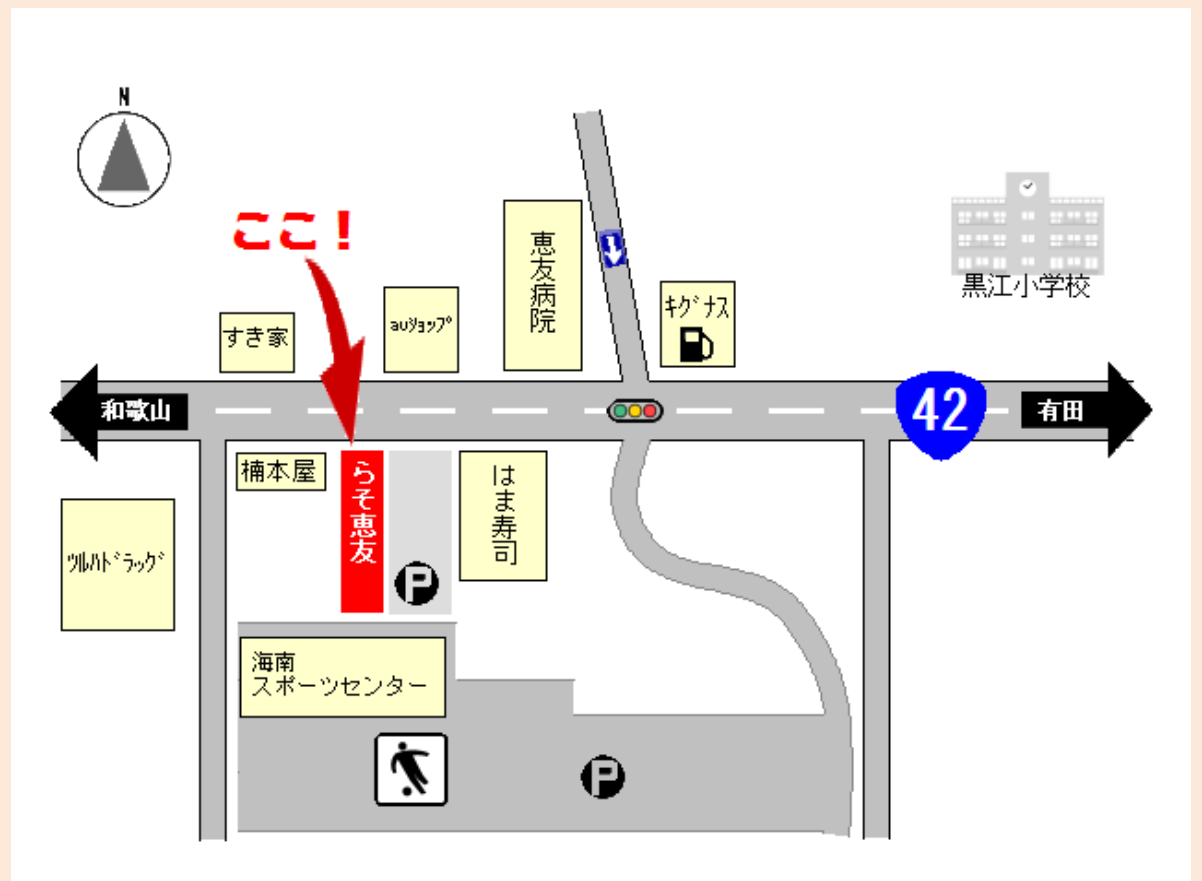 N
ここ！
恵友病院
キグナス
黒江小学校
すき家
auショップ
和歌山
42
有田
楠本屋
らそ恵友
P
はま寿司
ツルハドラッグ
海南
スポーツセンター
P